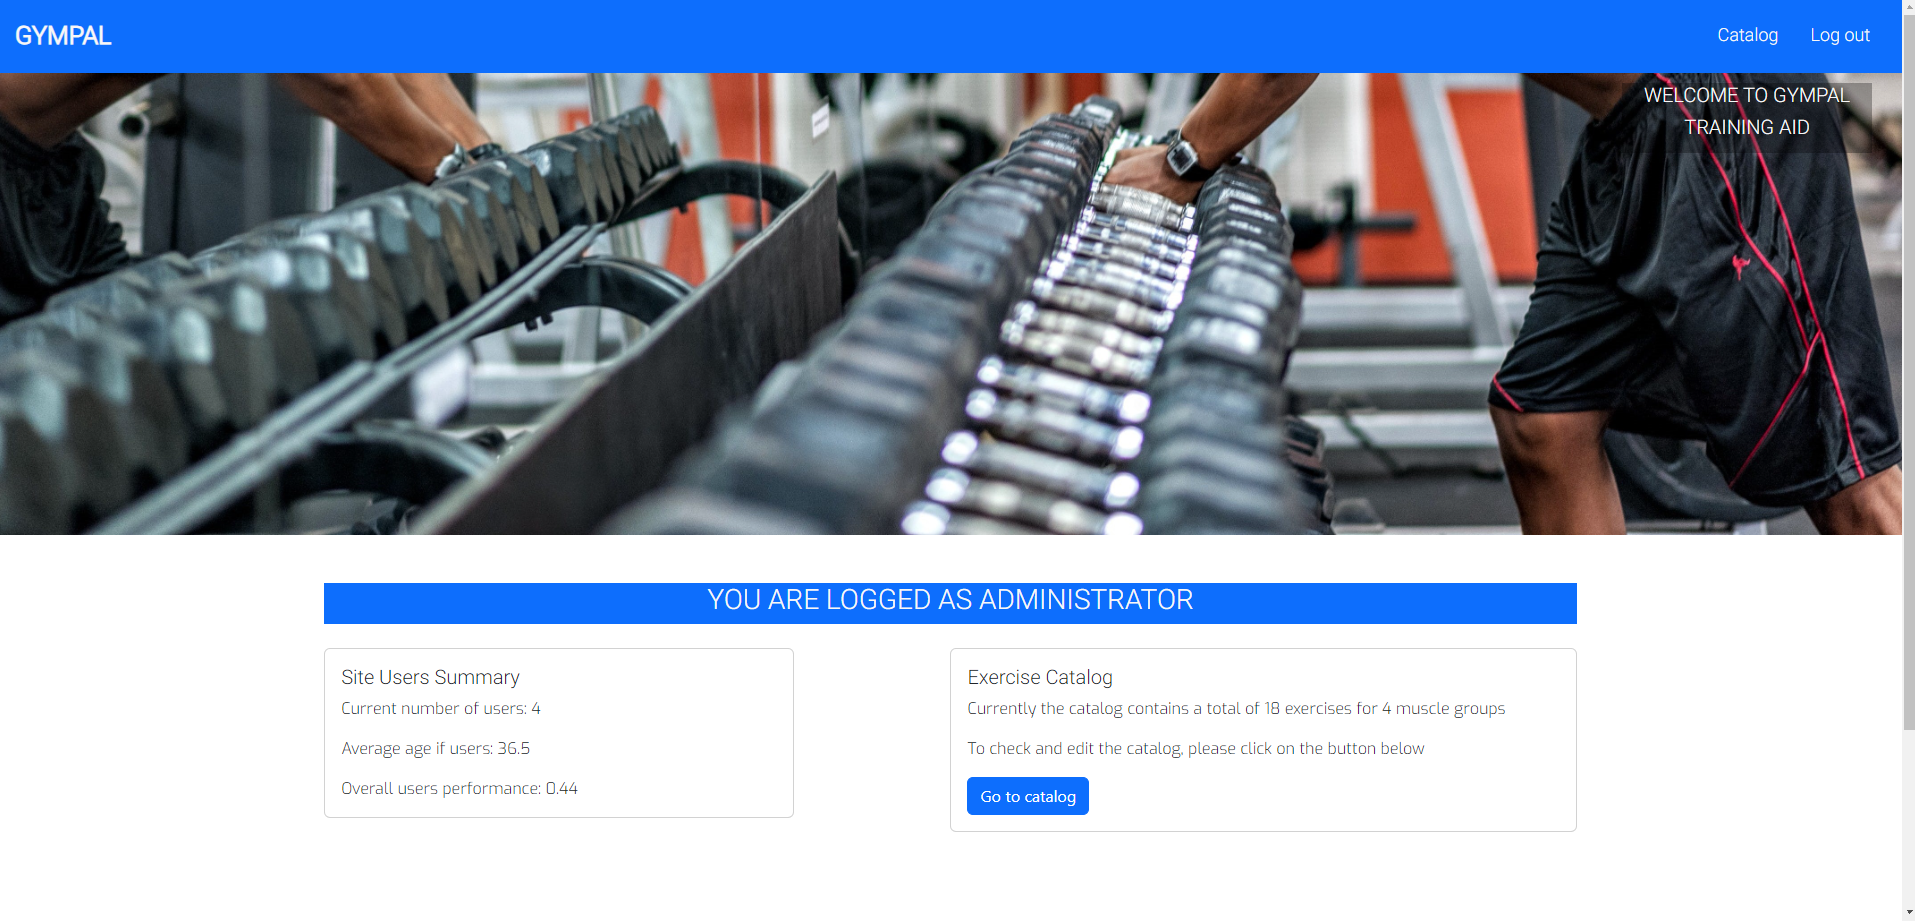 GYMPAL
Catalog
Log out
WELCOME TO GYMPAL
TRAINING AID
YOU ARE LOGGED AS ADMINISTRATOR
Site Users Summary
Current number of users: 4
Average age if users: 36.5
Overall users performance: 0.44
Exercise Catalog
Currently the catalog contains a total of 18 exercises for 4 muscle groups
To check and edit the catalog, please click on the button below
Go to catalog